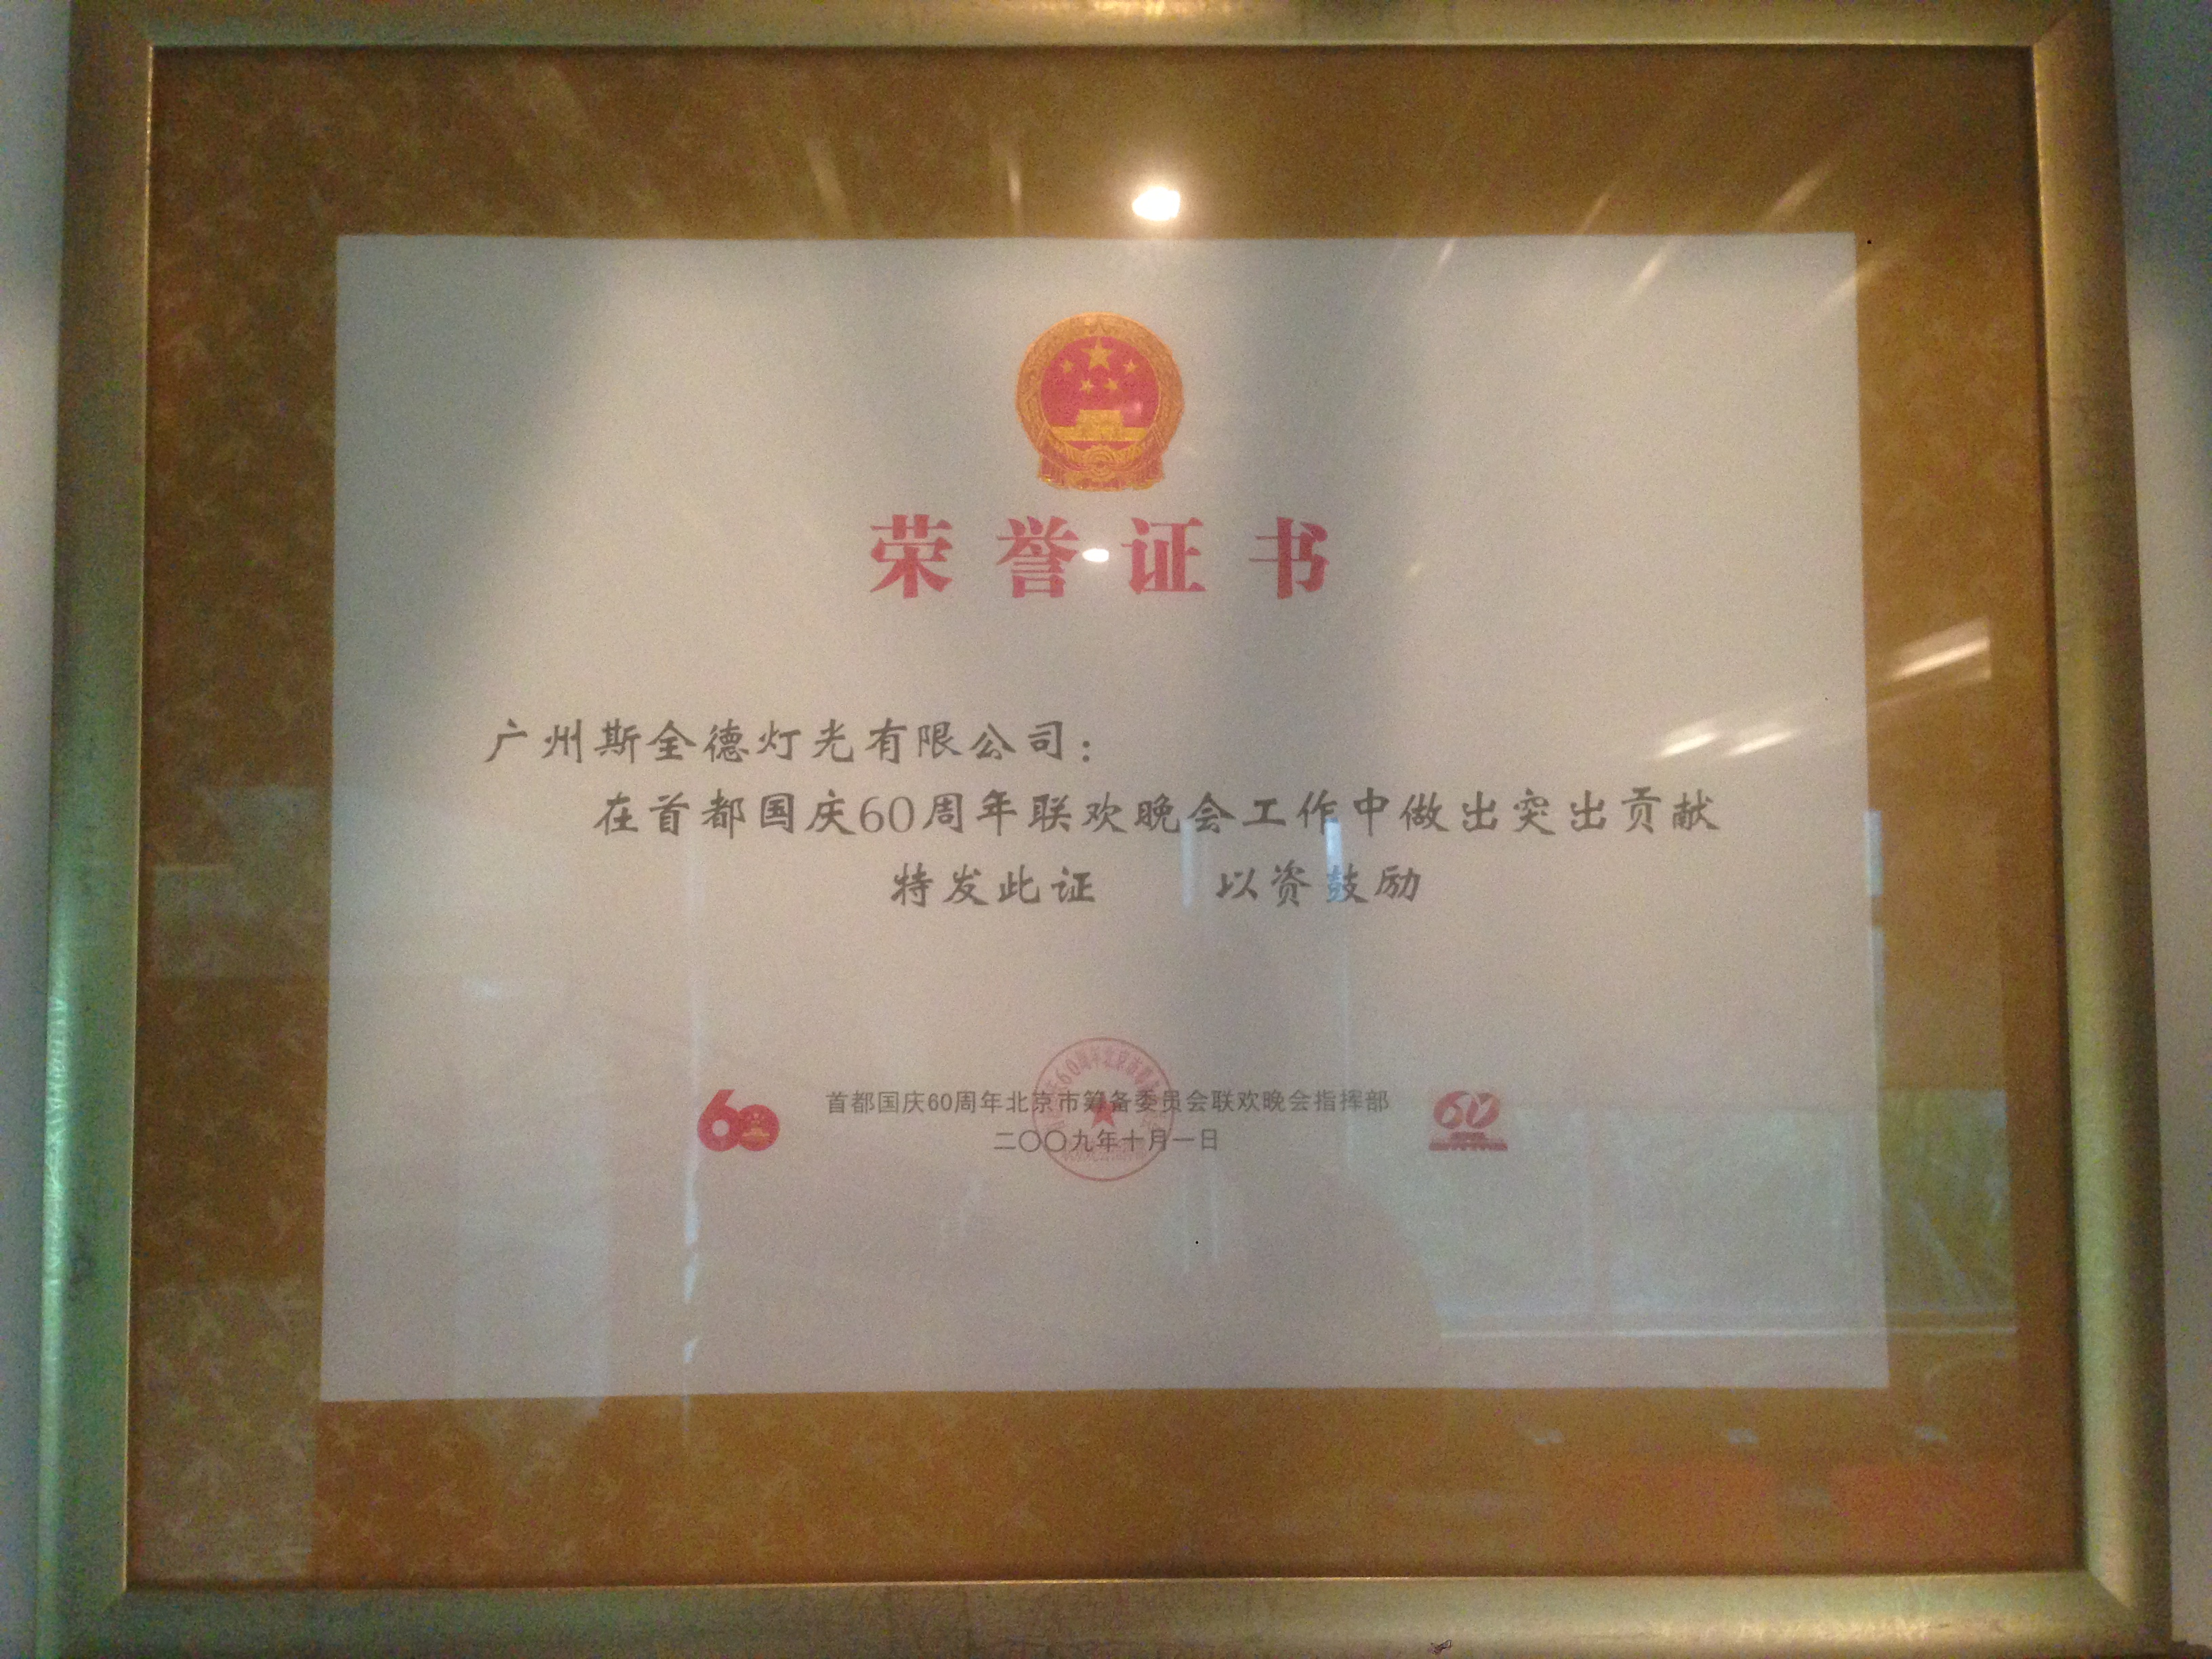 荣誉证书
广州斯全德灯光有限公司：
在首都国庆60周年联欢晚会工作中做出突出贡献
特发此证 以资鼓励
60
首都国庆60周年北京市筹备委员会联欢晚会指挥部
60
二〇〇九年十月一日